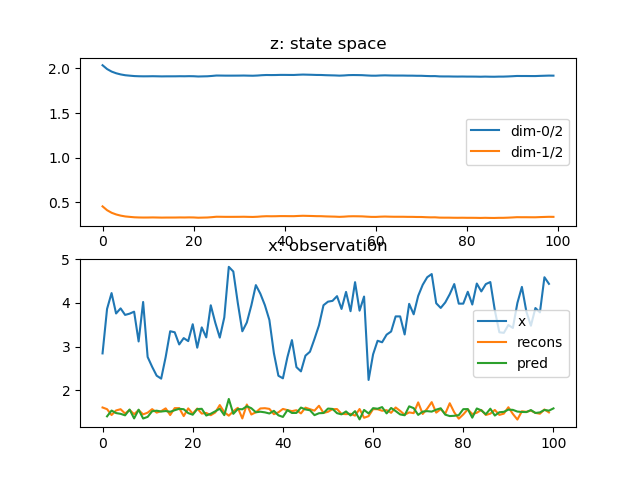 z: state space
2.0
1.5
1.0
0.5
dim-0/2
dim-1/2
0 20 40 60 80 100
x: observation
5
4
3
2
x
recons
pred
0 20 40 60 80 100